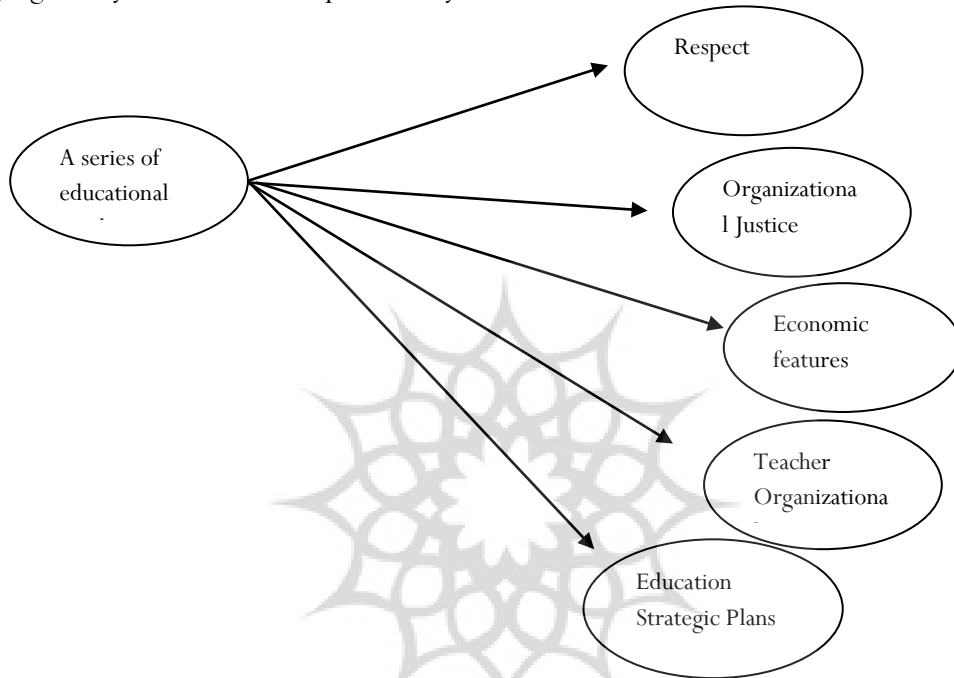 Respect
A series of
educational
Organizationa
l Justice
Economic
features
Teacher
Organizationa
Education
Strategic Plans